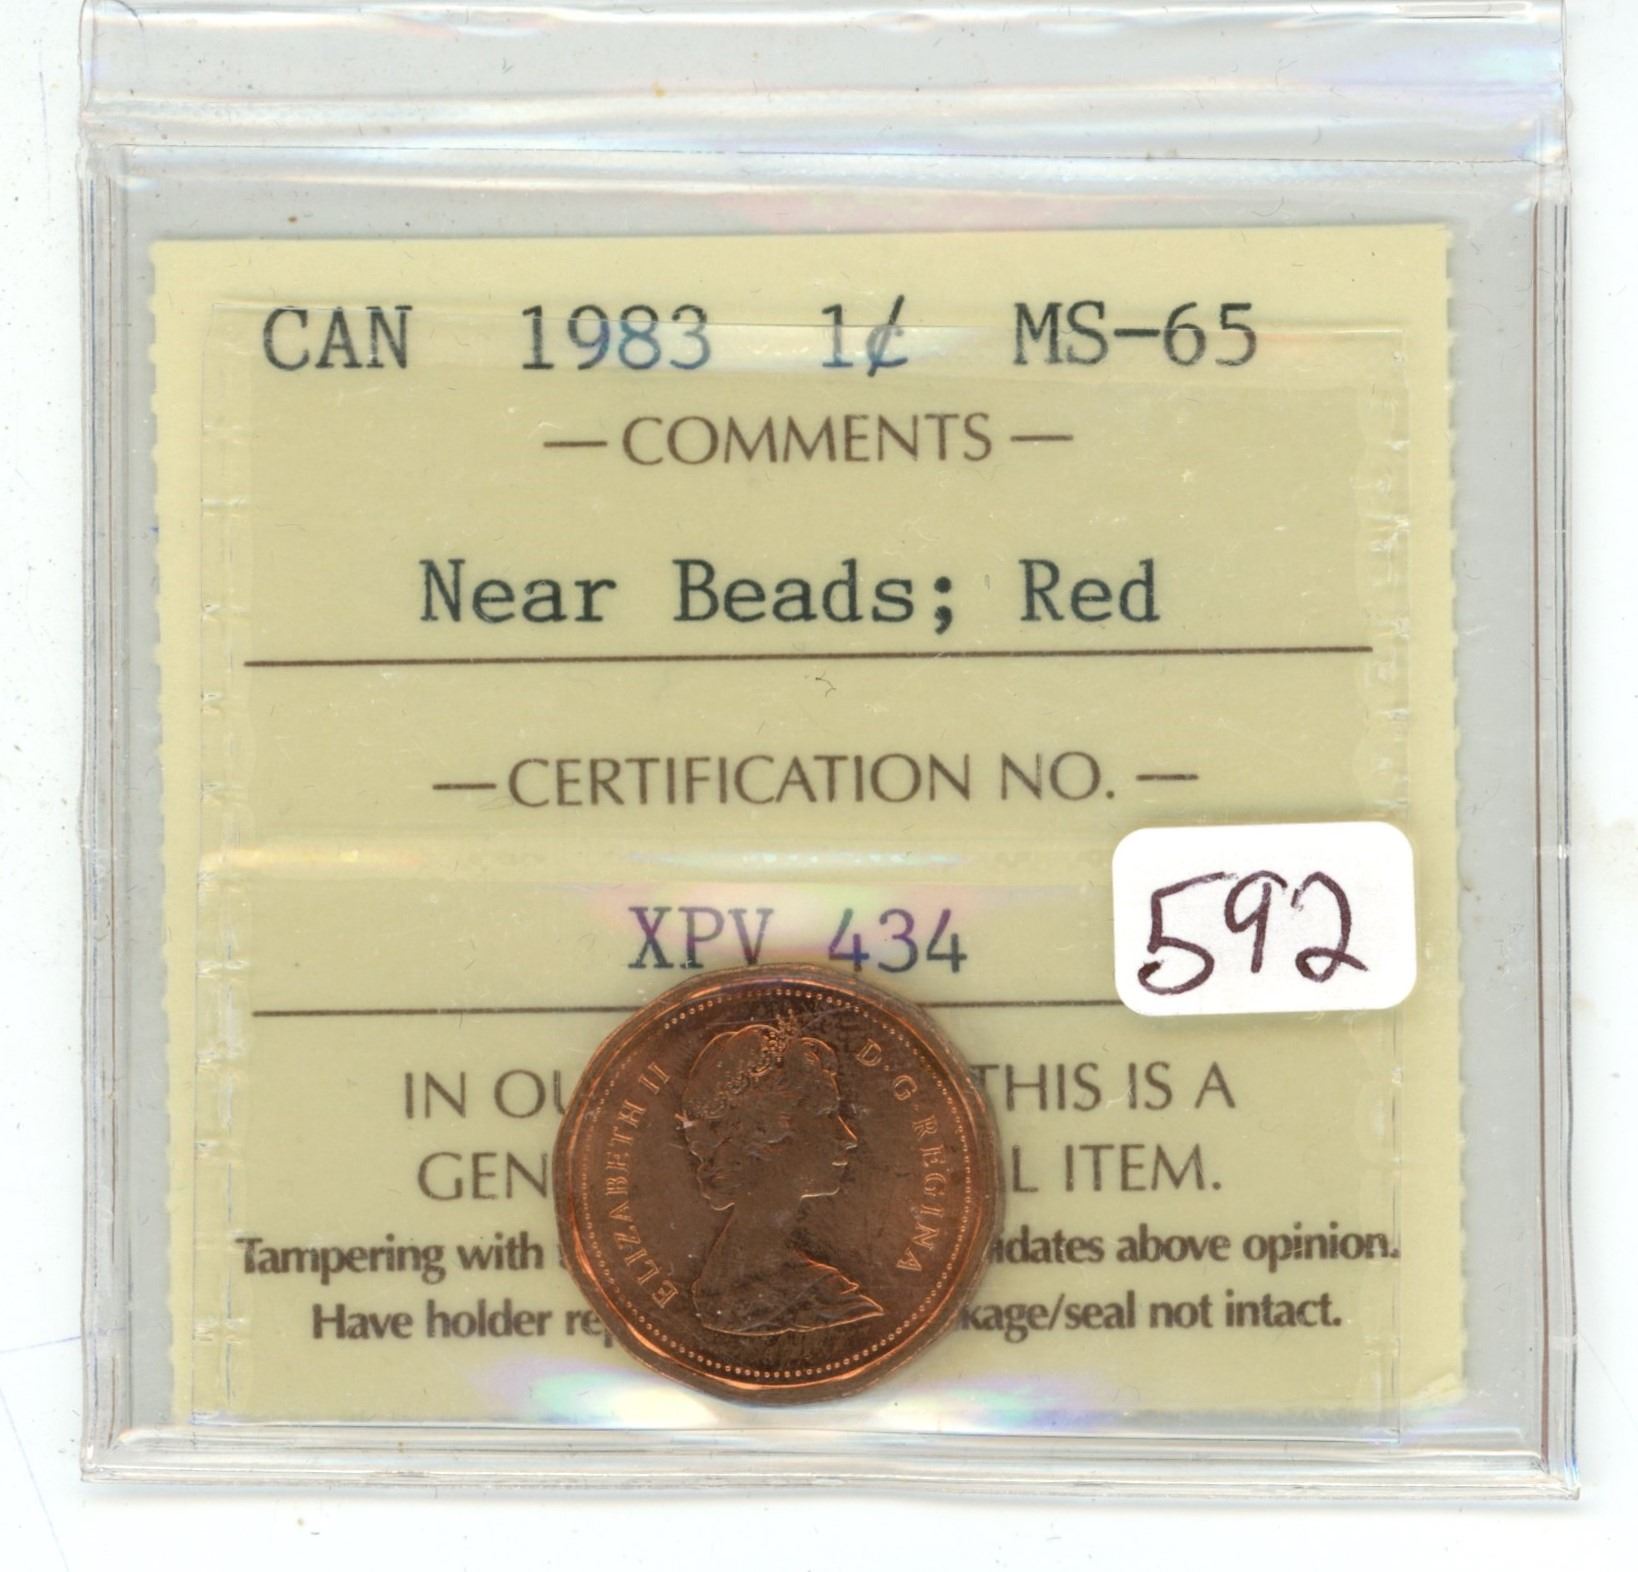 CAN 1983 1¢ MS-65
— COMMENTS —
Near Beads; Red
— CERTIFICATION NO. —
XPV 434
592
IN OU THIS IS A
GEN L ITEM.
Tampering with idates above opinion.
Have holder rep kage/seal not intact.
ELIZABETH II D·G·REGINA